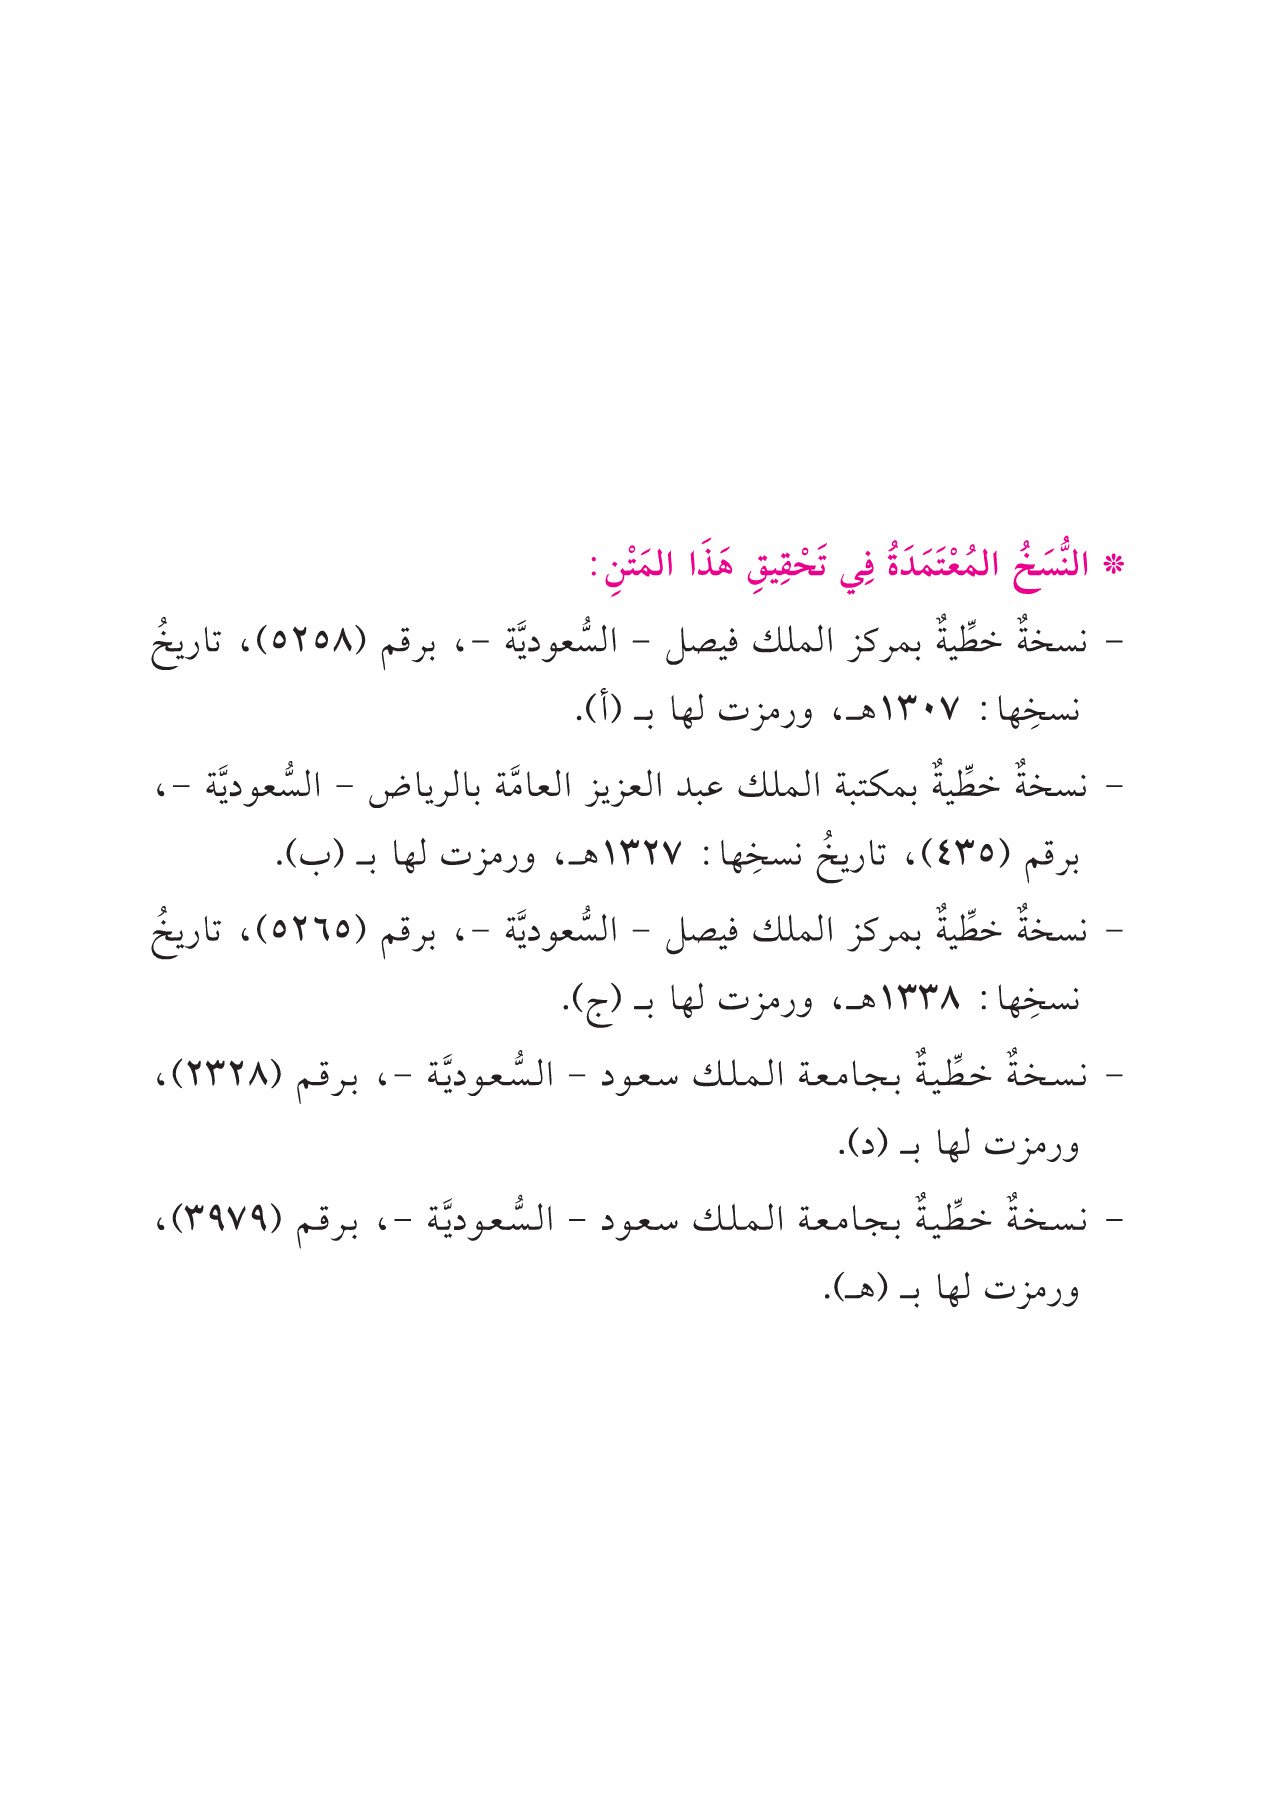 * النُّسَخُ المُعْتَمَدَةُ فِي تَحْقِيقِ هَذَا المَتْنِ:
- نسخةٌ خطِّيةٌ بمركز الملك فيصل - السُّعوديَّة -، برقم (٥٢٥٨)، تاريخُ
نسخِها: ١٣٠٧هـ، ورمزت لها بـ (أ).
- نسخةٌ خطِّيةٌ بمكتبة الملك عبد العزيز العامَّة بالرياض - السُّعوديَّة -،
برقم (٤٣٥)، تاريخُ نسخِها: ١٣٢٧هـ، ورمزت لها بـ (ب).
- نسخةٌ خطِّيةٌ بمركز الملك فيصل - السُّعوديَّة -، برقم (٥٢٦٥)، تاريخُ
نسخِها: ١٣٣٨هـ، ورمزت لها بـ (ج).
- نسخةٌ خطِّيةٌ بجامعة الملك سعود - السُّعوديَّة -، برقم (٢٣٢٨)،
ورمزت لها بـ (د).
- نسخةٌ خطِّيةٌ بجامعة الملك سعود - السُّعوديَّة -، برقم (٣٩٧٩)،
ورمزت لها بـ (هـ).